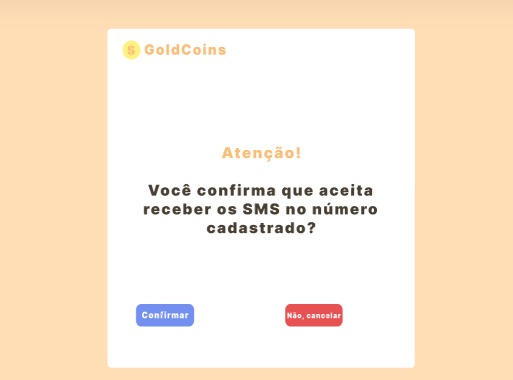 $ GoldCoins
Atenção!
Você confirma que aceita
receber os SMS no número
cadastrado?
Confirmar
Não, cancelar